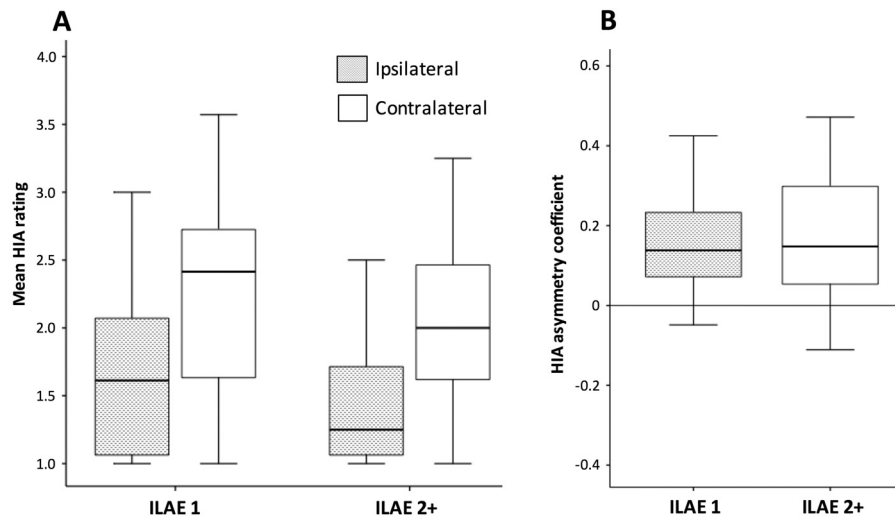 A
Ipsilateral
Contralateral
Mean HIA rating
4.0
3.5
3.0
2.5
2.0
1.5
1.0
ILAE 1
ILAE 2+
B
HIA asymmetry coefficient
0.6
0.4
0.2
0
-0.2
-0.4
ILAE 1
ILAE 2+